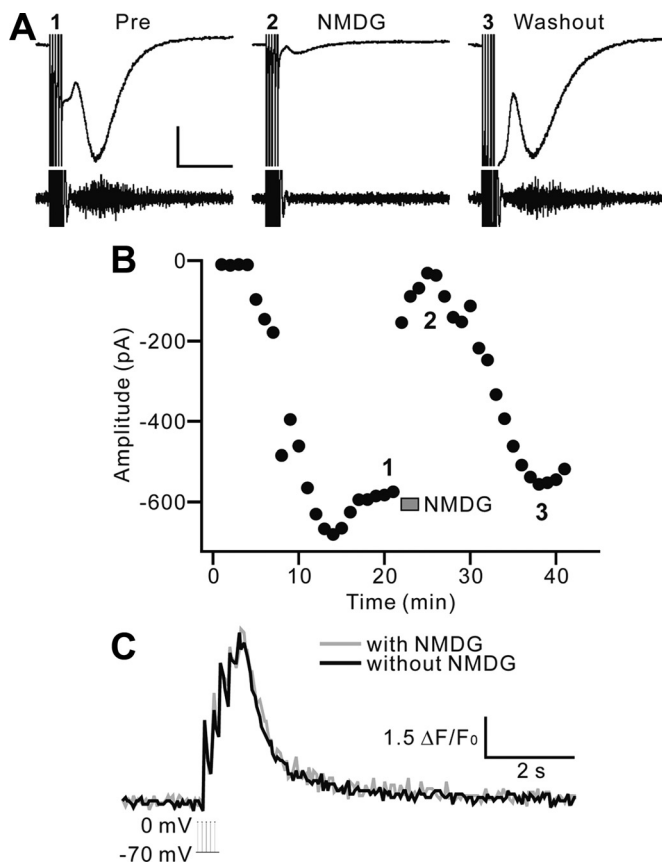 A
1 Pre
2 NMDG
3 Washout
B
Amplitude (pA)
0
-200
-400
-600
1
2
3
NMDG
0 10 20 30 40
Time (min)
C
with NMDG
without NMDG
1.5 ΔF/F₀
2 s
0 mV
-70 mV